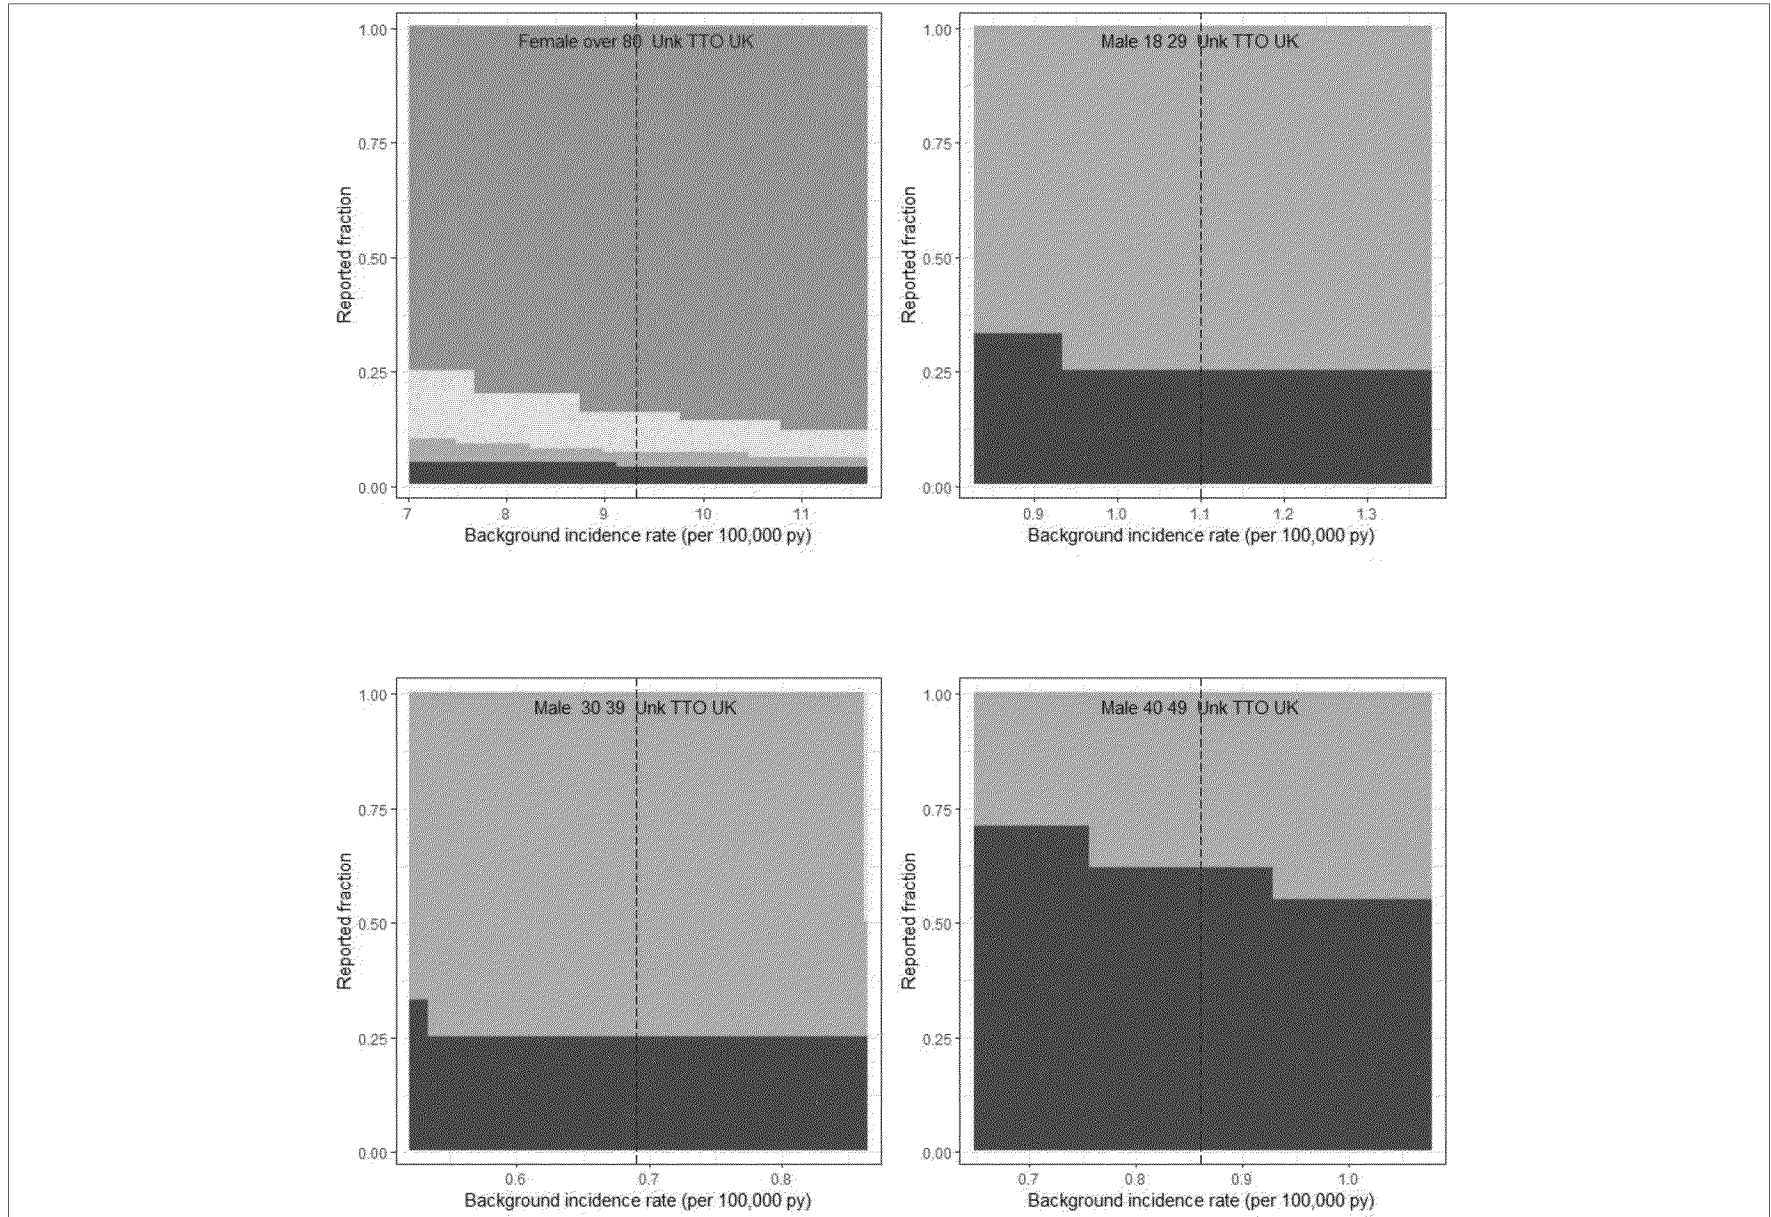 Female over 80 Unk TTO UK
1.00
0.75
0.50
0.25
0.00
Reported fraction
7 8 9 10 11
Background incidence rate (per 100,000 py)
Male 18 29 Unk TTO UK
1.00
0.75
0.50
0.25
0.00
Reported fraction
0.9 1.0 1.1 1.2 1.3
Background incidence rate (per 100,000 py)
Male 30 39 Unk TTO UK
1.00
0.75
0.50
0.25
0.00
Reported fraction
0.6 0.7 0.8
Background incidence rate (per 100,000 py)
Male 40 49 Unk TTO UK
1.00
0.75
0.50
0.25
0.00
Reported fraction
0.7 0.8 0.9 1.0
Background incidence rate (per 100,000 py)